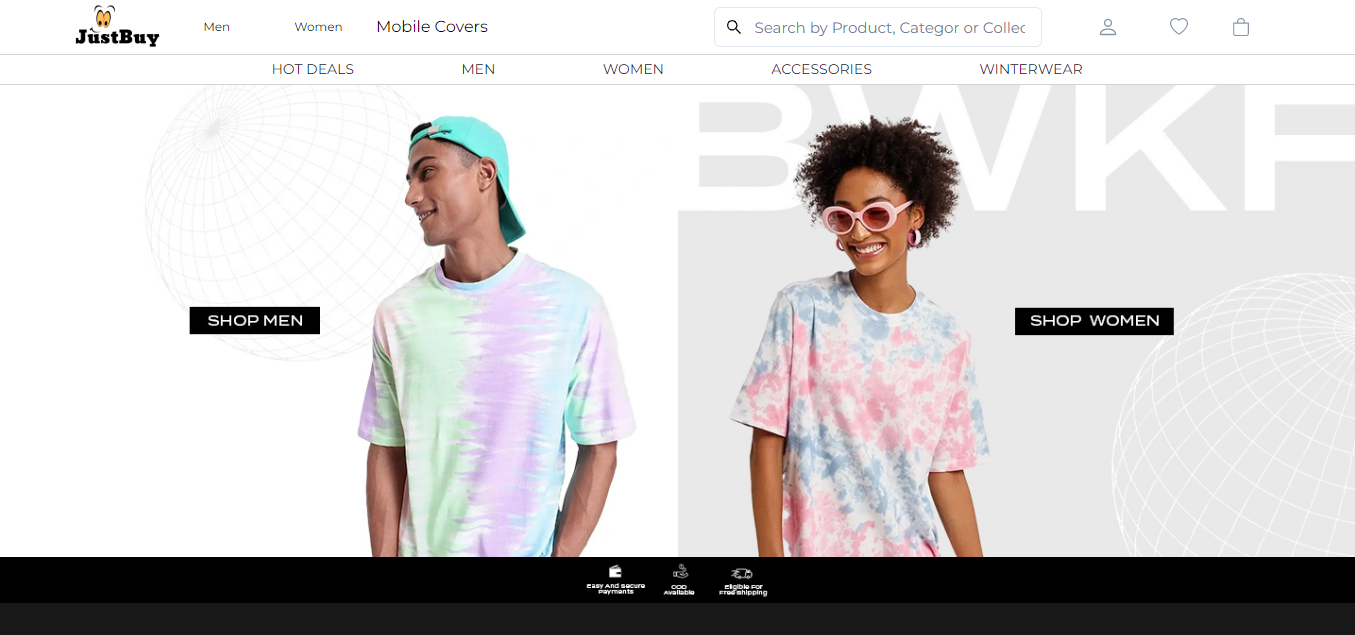 JustBuy
Men
Women
Mobile Covers
Search by Product, Categor or Collec
HOT DEALS
MEN
WOMEN
ACCESSORIES
WINTERWEAR
BWKF
SHOP MEN
SHOP WOMEN
Easy And Secure
Payments
COD
Available
Eligible For
Free Shipping